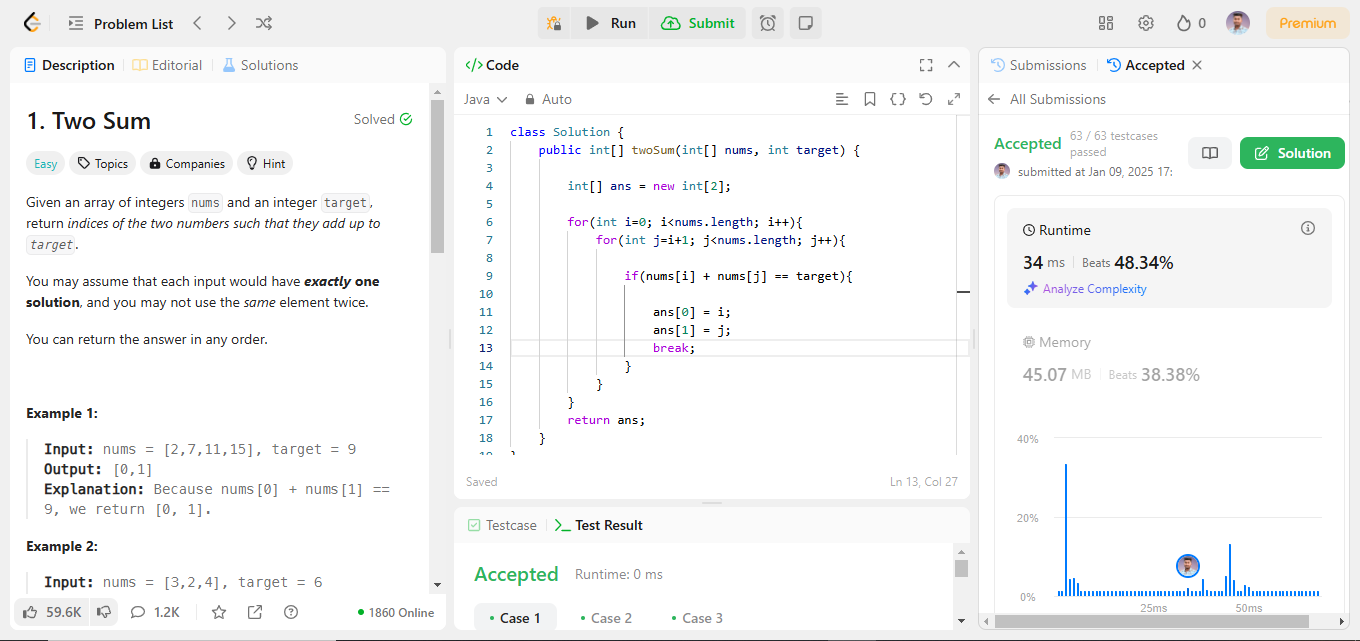 Problem List
Run
Submit
0
Premium
Description
Editorial
Solutions
1. Two Sum
Solved
Easy
Topics
Companies
Hint
Given an array of integers nums and an integer target,
return indices of the two numbers such that they add up to
target.
You may assume that each input would have exactly one
solution, and you may not use the same element twice.
You can return the answer in any order.
Example 1:
Input: nums = [2,7,11,15], target = 9
Output: [0,1]
Explanation: Because nums[0] + nums[1] ==
9, we return [0, 1].
Example 2:
Input: nums = [3,2,4], target = 6
59.6K
1.2K
1860 Online
</> Code
Java
Auto
1 class Solution {
2 public int[] twoSum(int[] nums, int target) {
3
4 int[] ans = new int[2];
5
6 for(int i=0; i<nums.length; i++){
7 for(int j=i+1; j<nums.length; j++){
8
9 if(nums[i] + nums[j] == target){
10
11 ans[0] = i;
12 ans[1] = j;
13 break;
14 }
15 }
16 }
17 return ans;
18 }
Saved
Ln 13, Col 27
Testcase
Test Result
Accepted
Runtime: 0 ms
Case 1
Case 2
Case 3
Submissions
Accepted
All Submissions
Accepted
63 / 63 testcases
passed
submitted at Jan 09, 2025 17:
Solution
Runtime
34 ms
Beats 48.34%
Analyze Complexity
Memory
45.07 MB
Beats 38.38%
40%
20%
0%
25ms
50ms